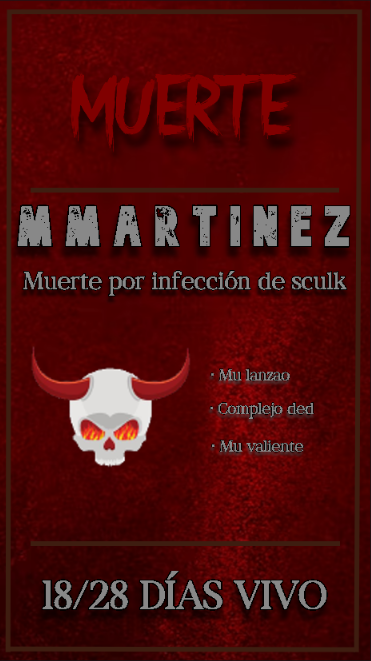 MUERTE
MMARTINEZ
Muerte por infección de sculk
· Mu lanzao
· Complejo ded
· Mu valiente
18/28 DÍAS VIVO